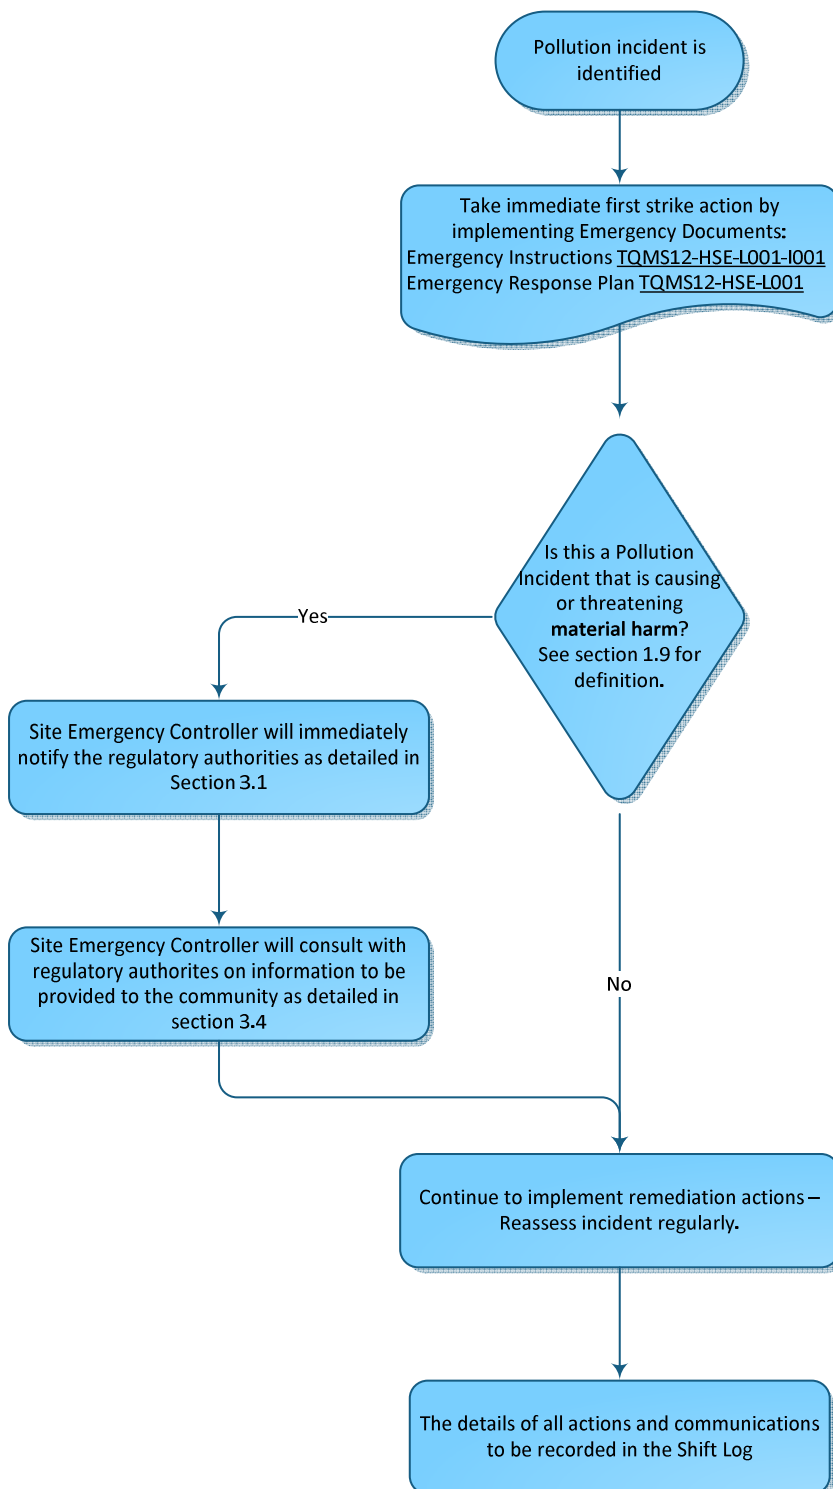 Pollution incident is
identified
Take immediate first strike action by
implementing Emergency Documents:
Emergency Instructions TQMS12-HSE-L001-I001
Emergency Response Plan TQMS12-HSE-L001
Is this a Pollution
Incident that is causing
or threatening
material harm?
See section 1.9 for
definition.
Yes
Site Emergency Controller will immediately
notify the regulatory authorities as detailed in
Section 3.1
Site Emergency Controller will consult with
regulatory authorites on information to be
provided to the community as detailed in
section 3.4
No
Continue to implement remediation actions –
Reassess incident regularly.
The details of all actions and communications
to be recorded in the Shift Log